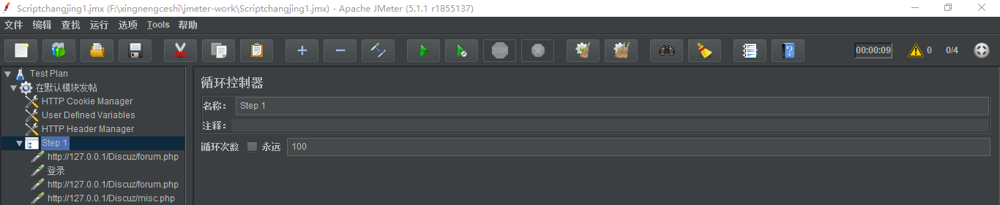 Scriptchangjing1.jmx (F:\xingnengceshi\jmeter-work\Scriptchangjing1.jmx) - Apache JMeter (5.1.1 r1855137)
文件 编辑 查找 运行 选项 Tools 帮助
STOP 00:00:09 0 0/4
Test Plan
在默认模块发帖
HTTP Cookie Manager
User Defined Variables
HTTP Header Manager
Step 1
http://127.0.0.1/Discuz/forum.php
登录
http://127.0.0.1/Discuz/forum.php
http://127.0.0.1/Discuz/misc.php
循环控制器
名称： Step 1
注释：
循环次数 永远 100